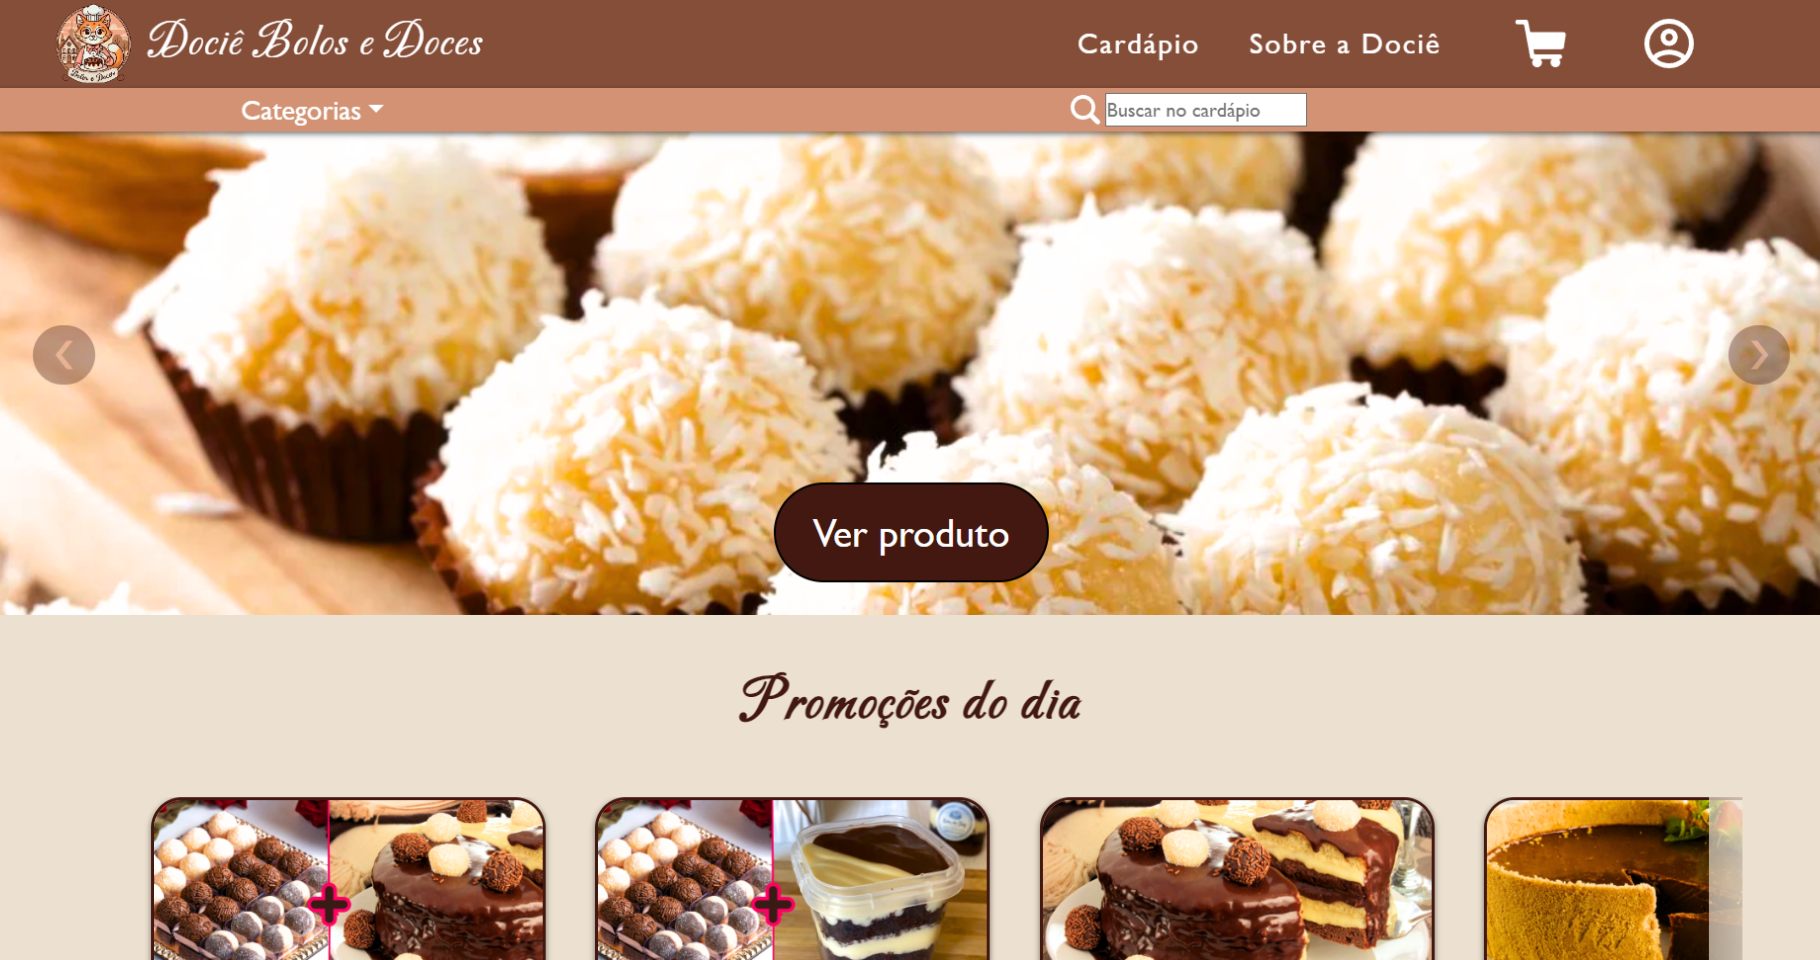 Dociê Bolos e Doces
Cardápio
Sobre a Dociê
Categorias
Buscar no cardápio
Ver produto
Promoções do dia